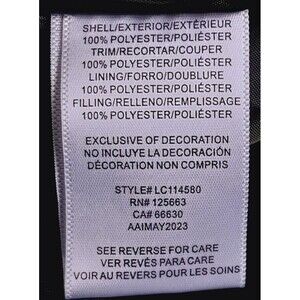 SHELL/EXTERIOR/EXTÉRIEUR
100% POLYESTER/POLIÉSTER
TRIM/RECORTAR/COUPER
100% POLYESTER/POLIÉSTER
LINING/FORRO/DOUBLURE
100% POLYESTER/POLIÉSTER
FILLING/RELLENO/REMPLISSAGE
100% POLYESTER/POLIÉSTER
EXCLUSIVE OF DECORATION
NO INCLUYE LA DECORACIÓN
DÉCORATION NON COMPRIS
STYLE# LC114580
RN# 125663
CA# 66630
AAIMAY2023
SEE REVERSE FOR CARE
VER REVÉS PARA CARE
VOIR AU REVERS POUR LES SOINS